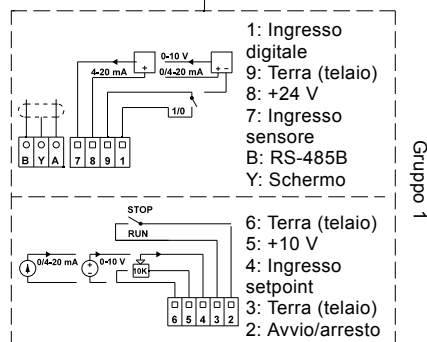 0-10 V
4-20 mA
0/4-20 mA
1/0
B Y A 7 8 9 1
1: Ingresso
digitale
9: Terra (telaio)
8: +24 V
7: Ingresso
sensore
B: RS-485B
Y: Schermo
Gruppo 1
STOP
RUN
0/4-20 mA
0-10 V
10K
6 5 4 3 2
6: Terra (telaio)
5: +10 V
4: Ingresso
setpoint
3: Terra (telaio)
2: Avvio/arresto